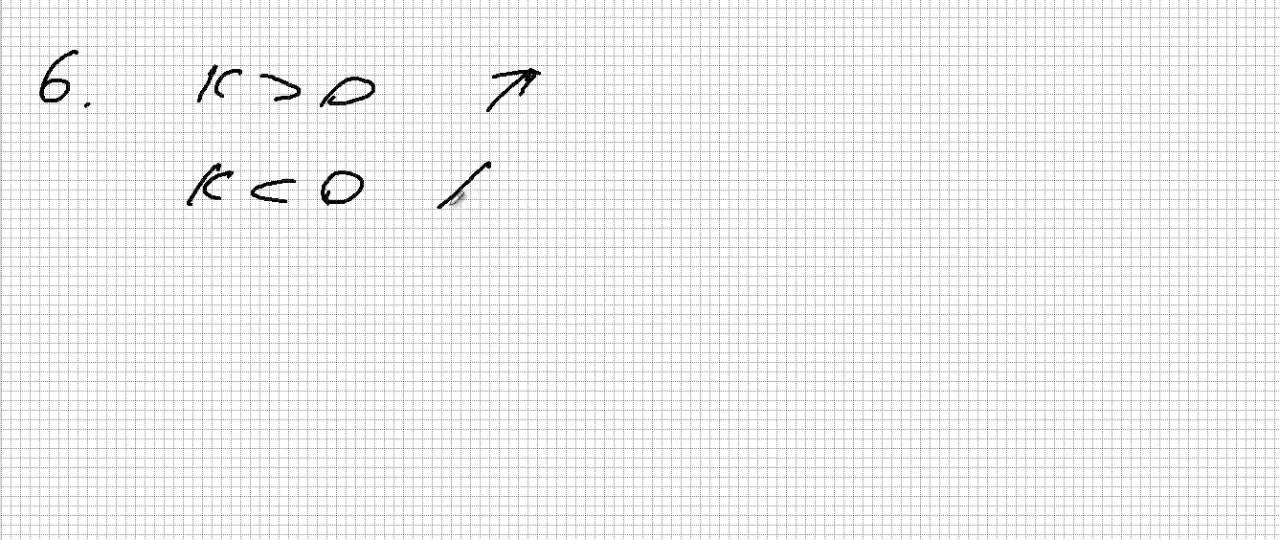 6. k > 0 ↗
k < 0 /